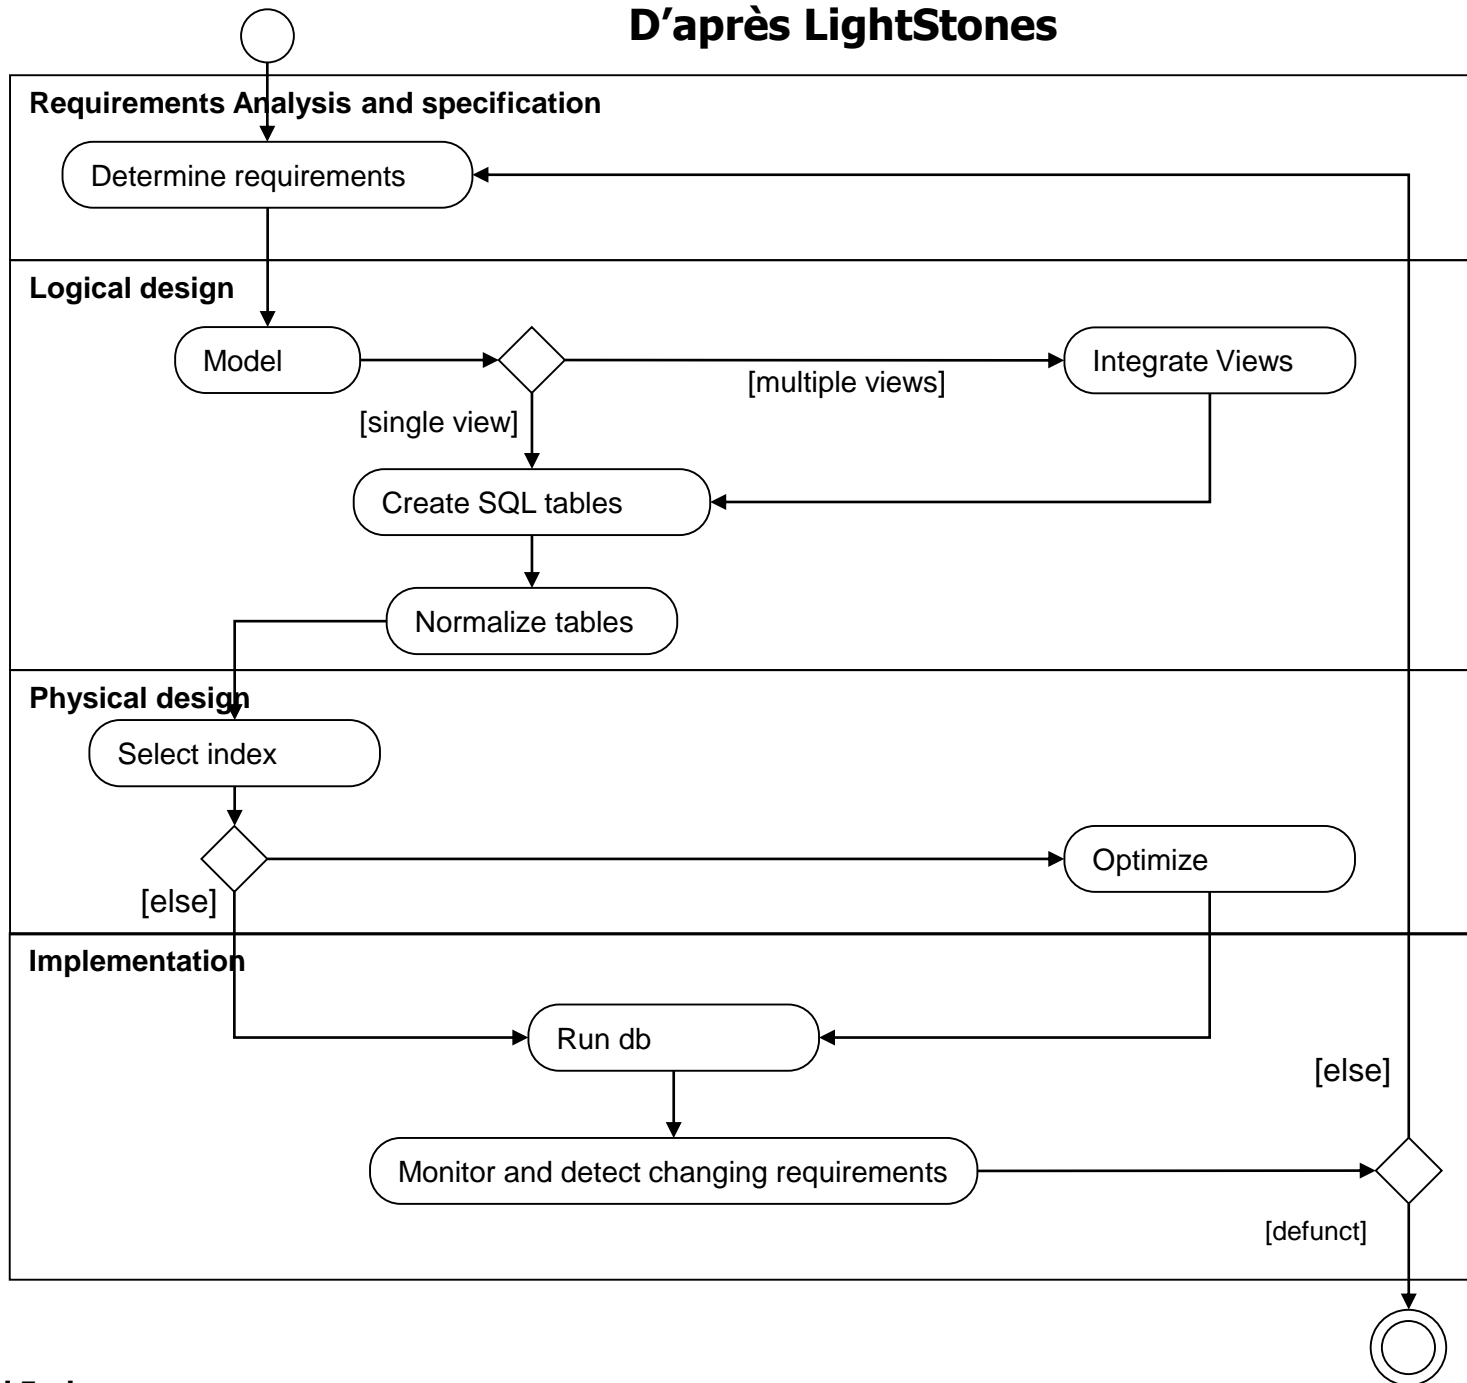 D’après LightStones
Requirements Analysis and specification
Determine requirements
Logical design
Model
Integrate Views
[multiple views]
[single view]
Create SQL tables
Normalize tables
Physical design
Select index
Optimize
[else]
Implementation
Run db
[else]
Monitor and detect changing requirements
[defunct]